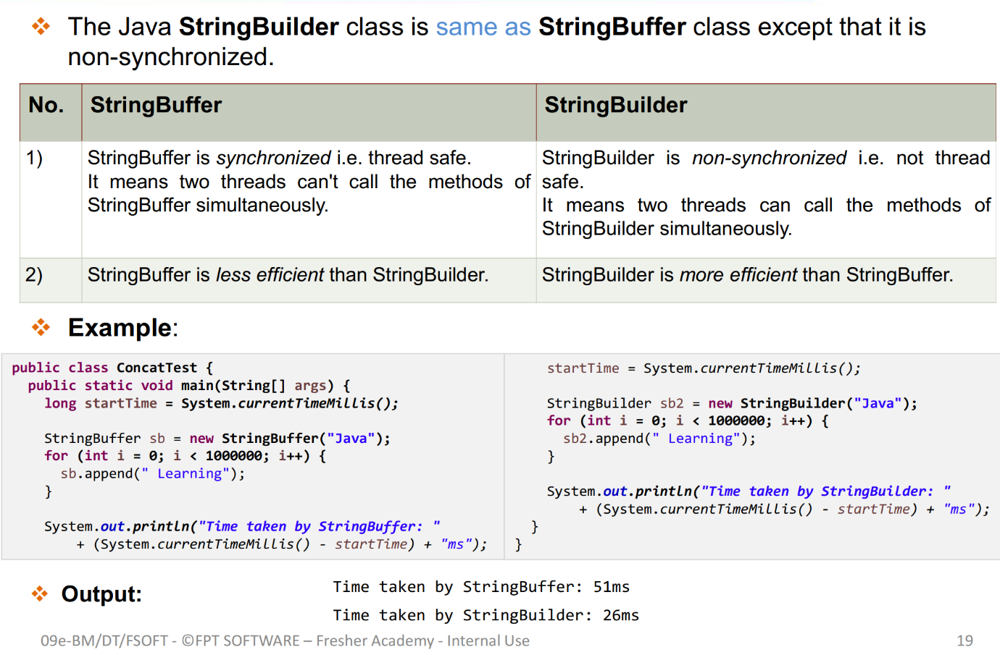 The Java StringBuilder class is same as StringBuffer class except that it is
non-synchronized.
No.
StringBuffer
StringBuilder
1)
StringBuffer is synchronized i.e. thread safe.
It means two threads can't call the methods of
StringBuffer simultaneously.
StringBuilder is non-synchronized i.e. not thread
safe.
It means two threads can call the methods of
StringBuilder simultaneously.
2)
StringBuffer is less efficient than StringBuilder.
StringBuilder is more efficient than StringBuffer.
Example:
public class ConcatTest {
public static void main(String[] args) {
long startTime = System.currentTimeMillis();
StringBuffer sb = new StringBuffer("Java");
for (int i = 0; i < 1000000; i++) {
sb.append(" Learning");
}
System.out.println("Time taken by StringBuffer: "
+ (System.currentTimeMillis() - startTime) + "ms");
startTime = System.currentTimeMillis();
StringBuilder sb2 = new StringBuilder("Java");
for (int i = 0; i < 1000000; i++) {
sb2.append(" Learning");
}
System.out.println("Time taken by StringBuilder: "
+ (System.currentTimeMillis() - startTime) + "ms");
}
}
Output:
Time taken by StringBuffer: 51ms
Time taken by StringBuilder: 26ms
09e-BM/DT/FSOFT - ©FPT SOFTWARE – Fresher Academy - Internal Use
19